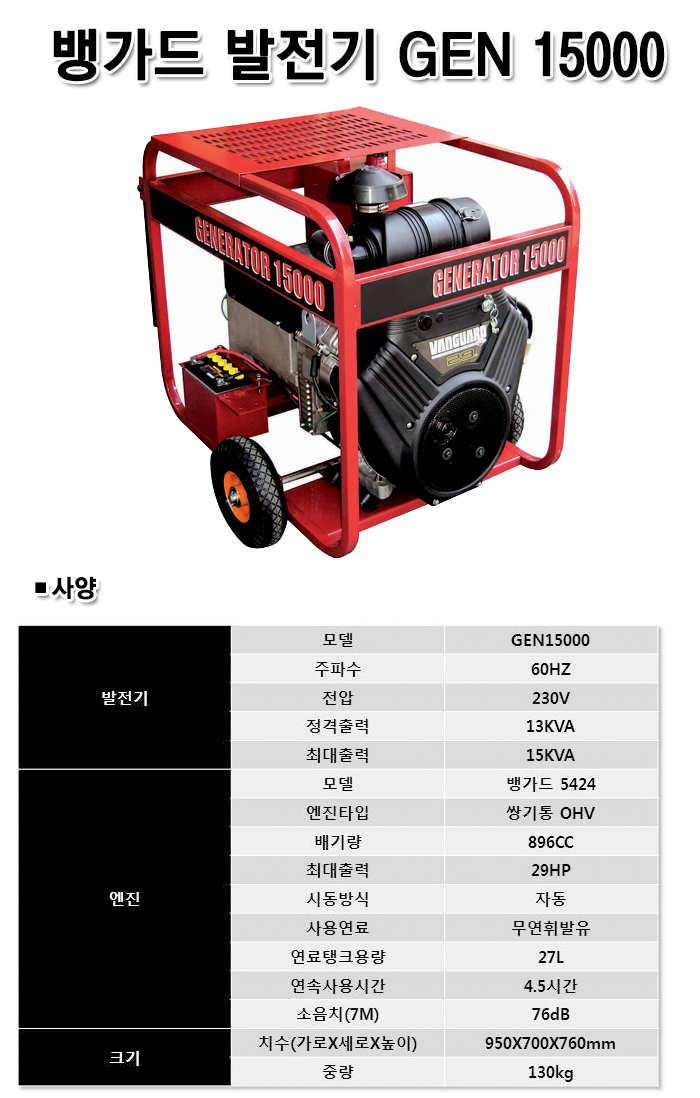 뱅가드 발전기 GEN 15000
GENERATOR 15000
GENERATOR 15000
VANGUARD
■ 사양
발전기
모델 GEN15000
주파수 60HZ
전압 230V
정격출력 13KVA
최대출력 15KVA
엔진
모델 뱅가드 5424
엔진타입 쌍기통 OHV
배기량 896CC
최대출력 29HP
시동방식 자동
사용연료 무연휘발유
연료탱크용량 27L
연속사용시간 4.5시간
소음치(7M) 76dB
크기
치수(가로X세로X높이) 950X700X760mm
중량 130kg